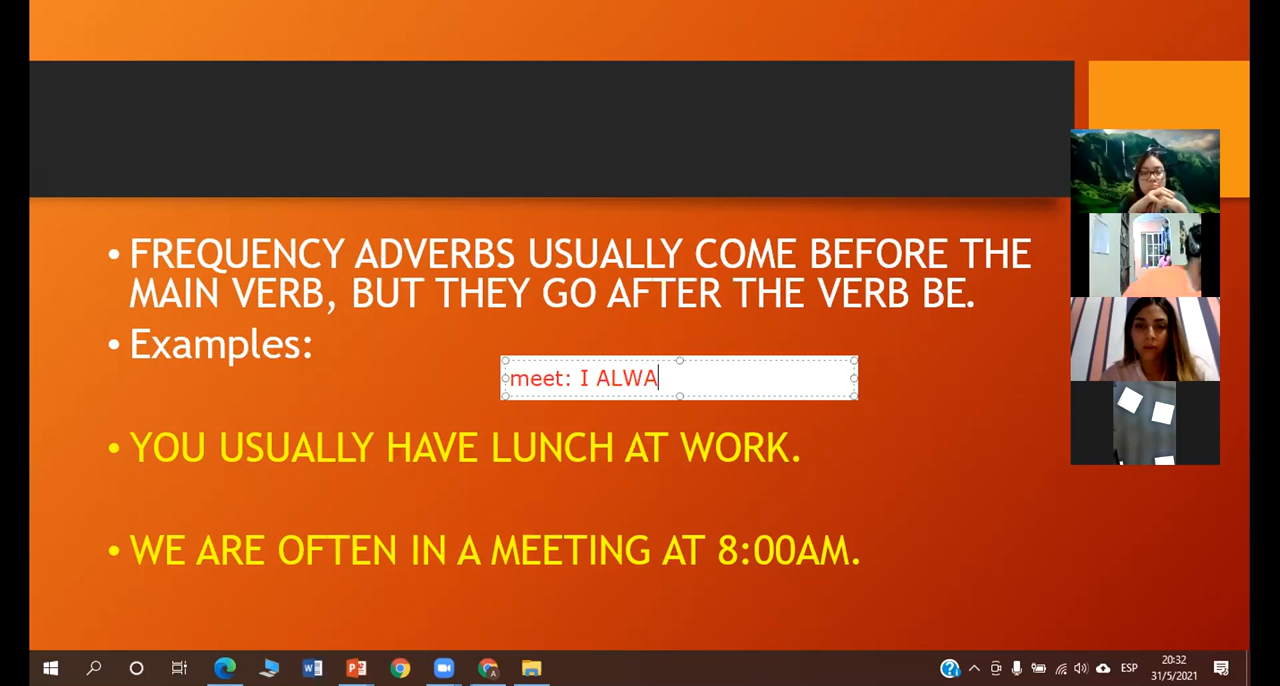 • FREQUENCY ADVERBS USUALLY COME BEFORE THE
MAIN VERB, BUT THEY GO AFTER THE VERB BE.
• Examples:
meet: I ALWA
• YOU USUALLY HAVE LUNCH AT WORK.
• WE ARE OFTEN IN A MEETING AT 8:00AM.
ESP
20:32
31/5/2021